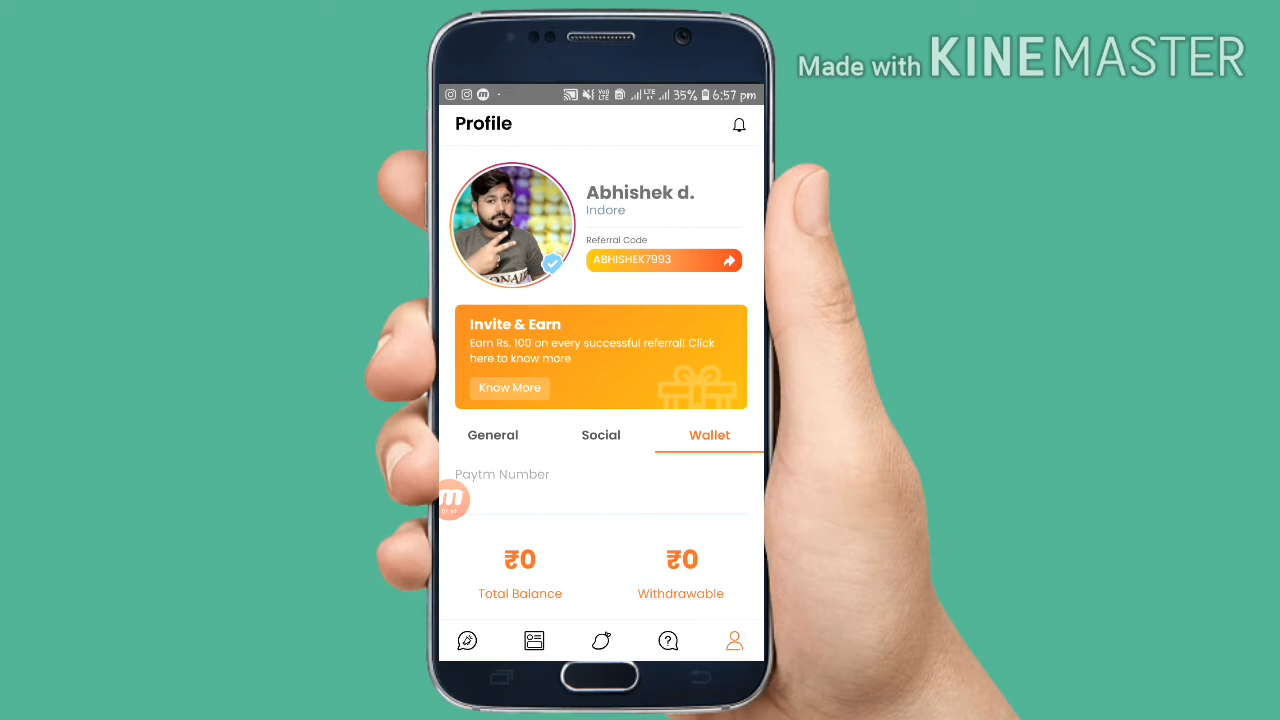 Made with KINEMASTER
35% 6:57 pm
Profile
Abhishek d.
Indore
Referral Code
ABHISHEK7993
Invite & Earn
Earn Rs. 100 on every successful referral! Click
here to know more
Know More
General Social Wallet
Paytm Number
₹0 ₹0
Total Balance Withdrawable